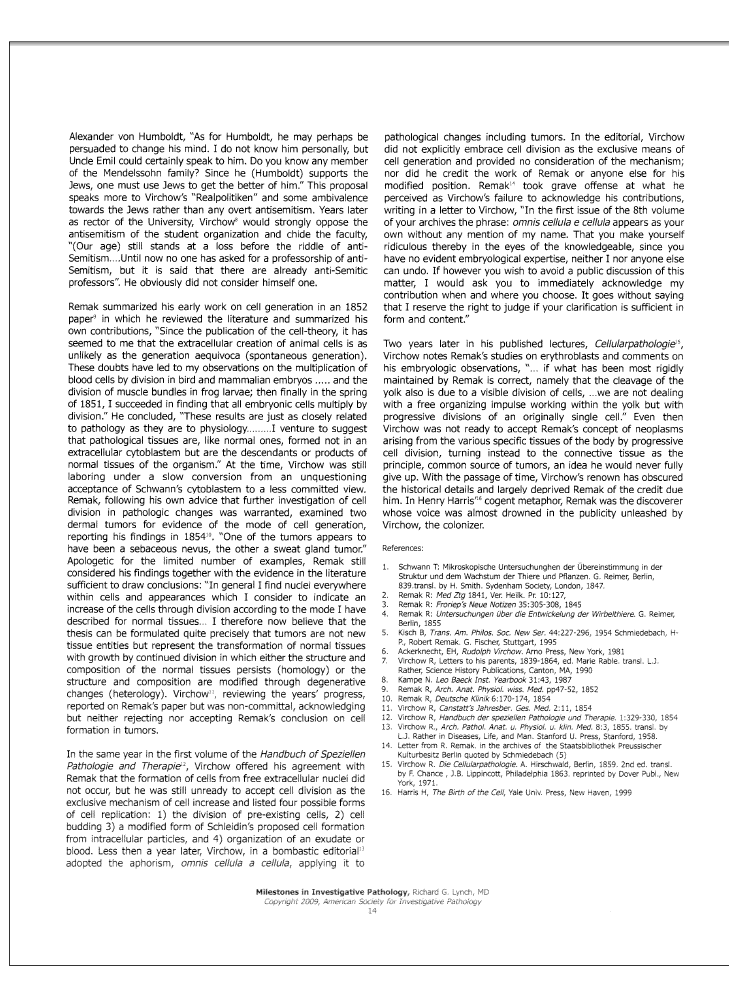 Alexander von Humboldt, "As for Humboldt, he may perhaps be
persuaded to change his mind. I do not know him personally, but
Uncle Emil could certainly speak to him. Do you know any member
of the Mendelssohn family? Since he (Humboldt) supports the
Jews, one must use Jews to get the better of him." This proposal
speaks more to Virchow's "Realpolitiken" and some ambivalence
towards the Jews rather than any overt antisemitism. Years later
as rector of the University, Virchow⁸ would strongly oppose the
antisemitism of the student organization and chide the faculty,
"(Our age) still stands at a loss before the riddle of anti-
Semitism....Until now no one has asked for a professorship of anti-
Semitism, but it is said that there are already anti-Semitic
professors". He obviously did not consider himself one.

Remak summarized his early work on cell generation in an 1852
paper⁹ in which he reviewed the literature and summarized his
own contributions, "Since the publication of the cell-theory, it has
seemed to me that the extracellular creation of animal cells is as
unlikely as the generation aequivoca (spontaneous generation).
These doubts have led to my observations on the multiplication of
blood cells by division in bird and mammalian embryos ..... and the
division of muscle bundles in frog larvae; then finally in the spring
of 1851, I succeeded in finding that all embryonic cells multiply by
division." He concluded, "These results are just as closely related
to pathology as they are to physiology.........I venture to suggest
that pathological tissues are, like normal ones, formed not in an
extracellular cytoblastem but are the descendants or products of
normal tissues of the organism." At the time, Virchow was still
laboring under a slow conversion from an unquestioning
acceptance of Schwann's cytoblastem to a less committed view.
Remak, following his own advice that further investigation of cell
division in pathologic changes was warranted, examined two
dermal tumors for evidence of the mode of cell generation,
reporting his findings in 1854¹⁰. "One of the tumors appears to
have been a sebaceous nevus, the other a sweat gland tumor."
Apologetic for the limited number of examples, Remak still
considered his findings together with the evidence in the literature
sufficient to draw conclusions: "In general I find nuclei everywhere
within cells and appearances which I consider to indicate an
increase of the cells through division according to the mode I have
described for normal tissues... I therefore now believe that the
thesis can be formulated quite precisely that tumors are not new
tissue entities but represent the transformation of normal tissues
with growth by continued division in which either the structure and
composition of the normal tissues persists (homology) or the
structure and composition are modified through degenerative
changes (heterology). Virchow¹¹, reviewing the years' progress,
reported on Remak's paper but was non-committal, acknowledging
but neither rejecting nor accepting Remak's conclusion on cell
formation in tumors.

In the same year in the first volume of the Handbuch of Speziellen
Pathologie and Therapie¹², Virchow offered his agreement with
Remak that the formation of cells from free extracellular nuclei did
not occur, but he was still unready to accept cell division as the
exclusive mechanism of cell increase and listed four possible forms
of cell replication: 1) the division of pre-existing cells, 2) cell
budding 3) a modified form of Schleidin's proposed cell formation
from intracellular particles, and 4) organization of an exudate or
blood. Less then a year later, Virchow, in a bombastic editorial¹³
adopted the aphorism, omnis cellula a cellula, applying it to
pathological changes including tumors. In the editorial, Virchow
did not explicitly embrace cell division as the exclusive means of
cell generation and provided no consideration of the mechanism;
nor did he credit the work of Remak or anyone else for his
modified position. Remak¹⁴ took grave offense at what he
perceived as Virchow's failure to acknowledge his contributions,
writing in a letter to Virchow, "In the first issue of the 8th volume
of your archives the phrase: omnis cellula e cellula appears as your
own without any mention of my name. That you make yourself
ridiculous thereby in the eyes of the knowledgeable, since you
have no evident embryological expertise, neither I nor anyone else
can undo. If however you wish to avoid a public discussion of this
matter, I would ask you to immediately acknowledge my
contribution when and where you choose. It goes without saying
that I reserve the right to judge if your clarification is sufficient in
form and content."

Two years later in his published lectures, Cellularpathologie¹⁵,
Virchow notes Remak's studies on erythroblasts and comments on
his embryologic observations, "... if what has been most rigidly
maintained by Remak is correct, namely that the cleavage of the
yolk also is due to a visible division of cells, ...we are not dealing
with a free organizing impulse working within the yolk but with
progressive divisions of an originally single cell." Even then
Virchow was not ready to accept Remak's concept of neoplasms
arising from the various specific tissues of the body by progressive
cell division, turning instead to the connective tissue as the
principle, common source of tumors, an idea he would never fully
give up. With the passage of time, Virchow's renown has obscured
the historical details and largely deprived Remak of the credit due
him. In Henry Harris'¹⁶ cogent metaphor, Remak was the discoverer
whose voice was almost drowned in the publicity unleashed by
Virchow, the colonizer.

References:

1. Schwann T: Mikroskopische Untersuchunghen der Übereinstimmung in der
Struktur und dem Wachstum der Thiere und Pflanzen. G. Reimer, Berlin,
839.transl. by H. Smith. Sydenham Society, London, 1847.
2. Remak R: Med Ztg 1841, Ver. Heilk. Pr. 10:127,
3. Remak R: Froniep's Neue Notizen 35:305-308, 1845
4. Remak R: Untersuchungen über die Entwickelung der Wirbelthiere. G. Reimer,
Berlin, 1855
5. Kisch B, Trans. Am. Philos. Soc. New Ser. 44:227-296, 1954 Schmiedebach, H-
P., Robert Remak. G. Fischer, Stuttgart, 1995
6. Ackerknecht, EH, Rudolph Virchow. Arno Press, New York, 1981
7. Virchow R, Letters to his parents, 1839-1864, ed. Marie Rable. transl. L.J.
Rather, Science History Publications, Canton, MA, 1990
8. Kampe N. Leo Baeck Inst. Yearbook 31:43, 1987
9. Remak R, Arch. Anat. Physiol. wiss. Med. pp47-52, 1852
10. Remak R, Deutsche Klinik 6:170-174, 1854
11. Virchow R, Canstatt's Jahresber. Ges. Med. 2:11, 1854
12. Virchow R, Handbuch der speziellen Pathologie und Therapie. 1:329-330, 1854
13. Virchow R., Arch. Pathol. Anat. u. Physiol. u. klin. Med. 8:3, 1855. transl. by
L.J. Rather in Diseases, Life, and Man. Stanford U. Press, Stanford, 1958.
14. Letter from R. Remak. in the archives of the Staatsbibliothek Preussischer
Kulturbesitz Berlin quoted by Schmiedebach (5)
15. Virchow R. Die Cellularpathologie. A. Hirschwald, Berlin, 1859. 2nd ed. transl.
by F. Chance , J.B. Lippincott, Philadelphia 1863. reprinted by Dover Publ., New
York, 1971.
16. Harris H, The Birth of the Cell, Yale Univ. Press, New Haven, 1999

Milestones in Investigative Pathology, Richard G. Lynch, MD
Copyright 2009, American Society for Investigative Pathology
14